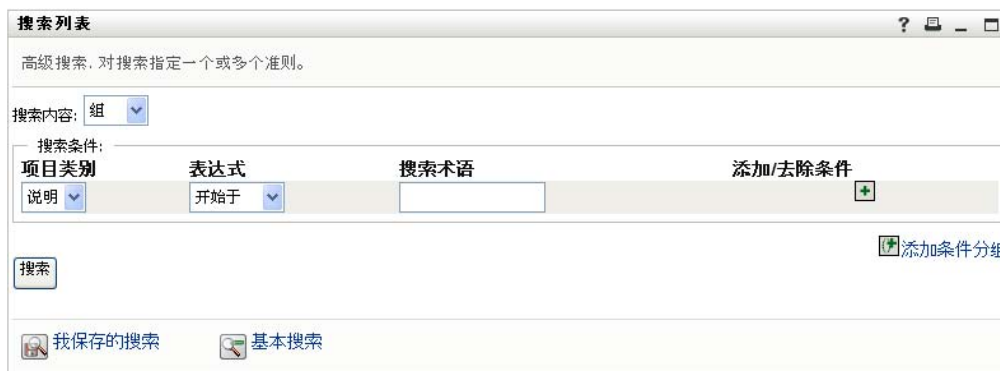 搜索列表
高级搜索. 对搜索指定一个或多个准则。
搜索内容: 组
搜索条件:
项目类别 表达式 搜索术语 添加/去除条件
说明 开始于
添加条件分组
搜索
我保存的搜索 基本搜索